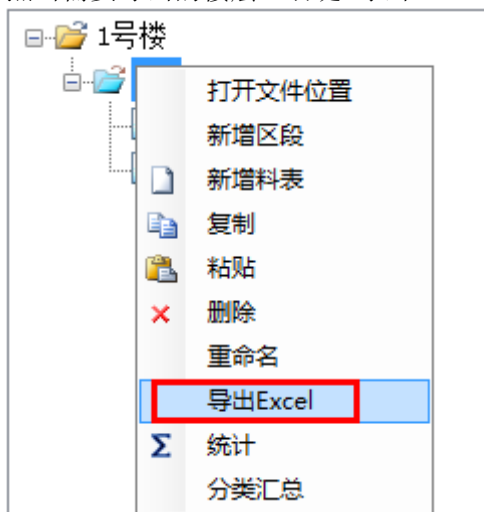 1号楼
打开文件位置
新增区段
新增料表
复制
粘贴
删除
重命名
导出Excel
统计
分类汇总